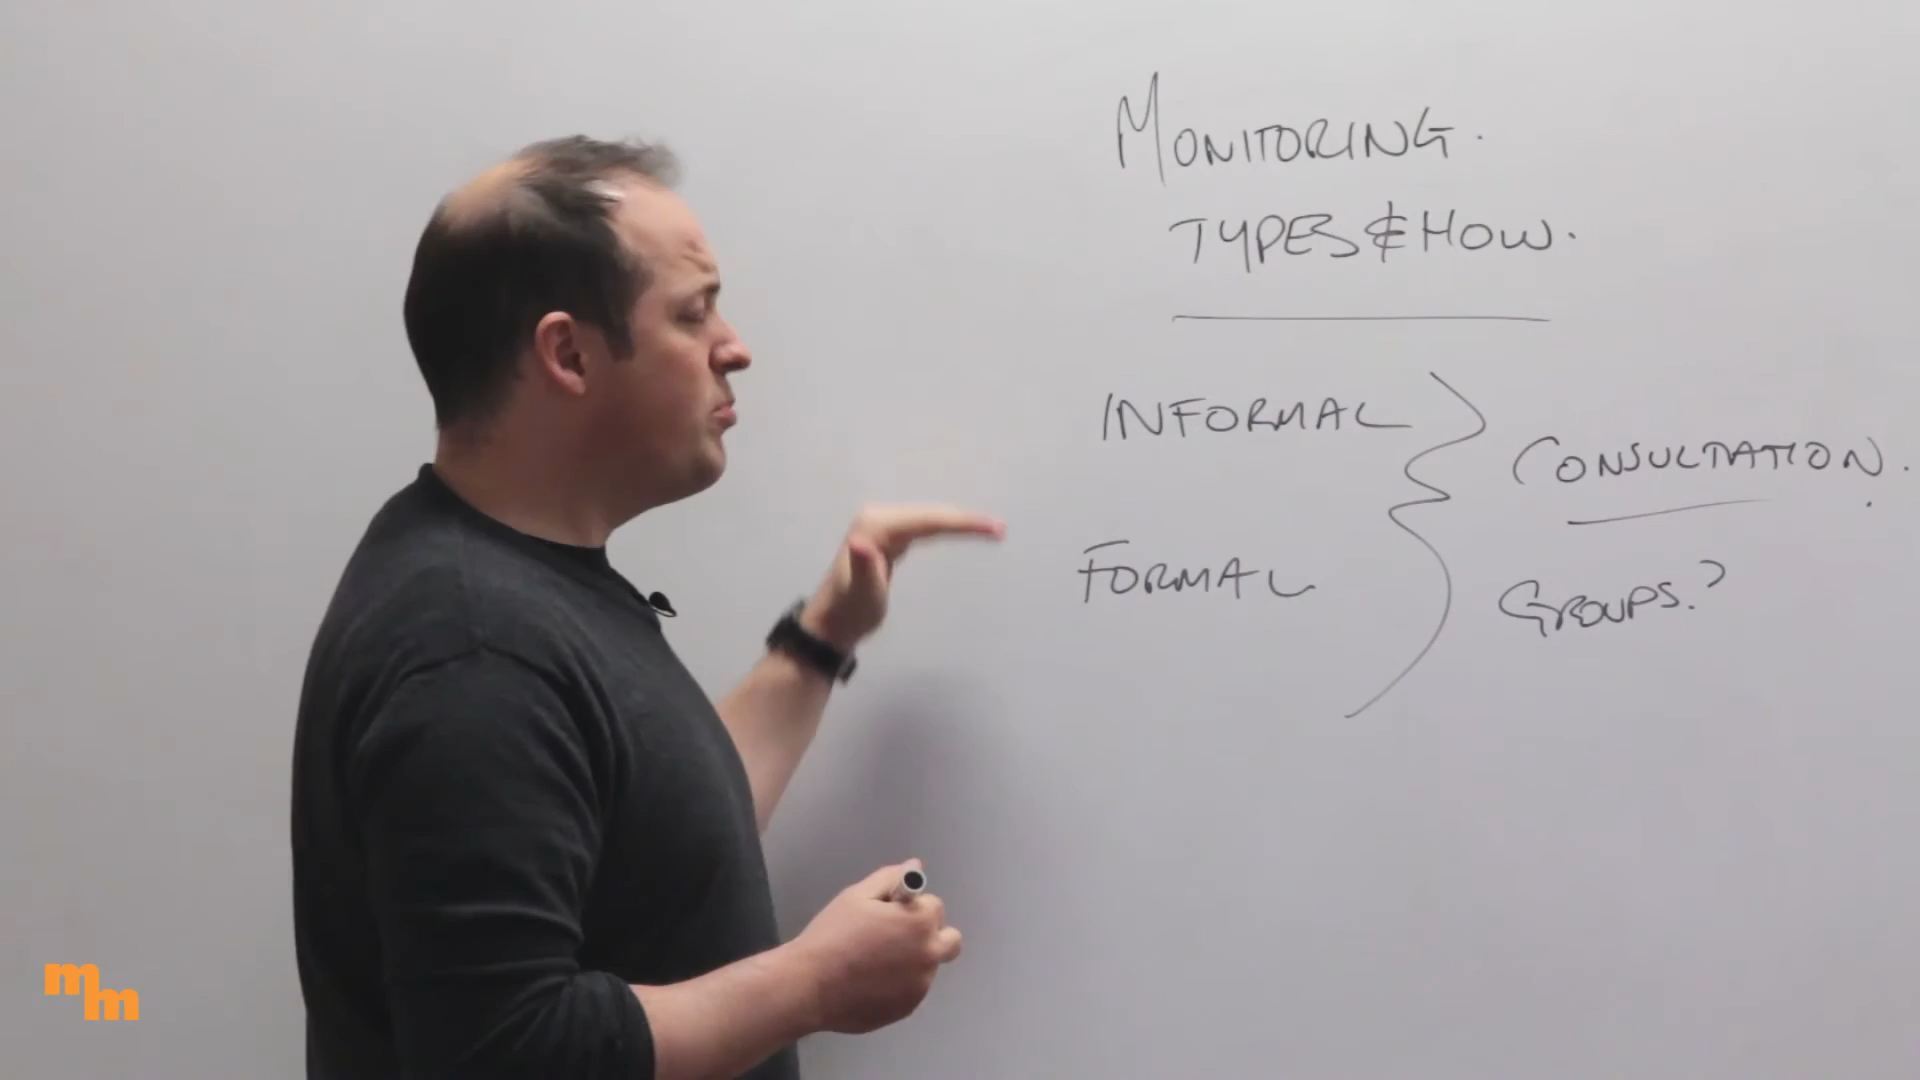 MONITORING.
TYPES & HOW.
INFORMAL
CONSULTATION.
FORMAL
GROUPS.?
mm